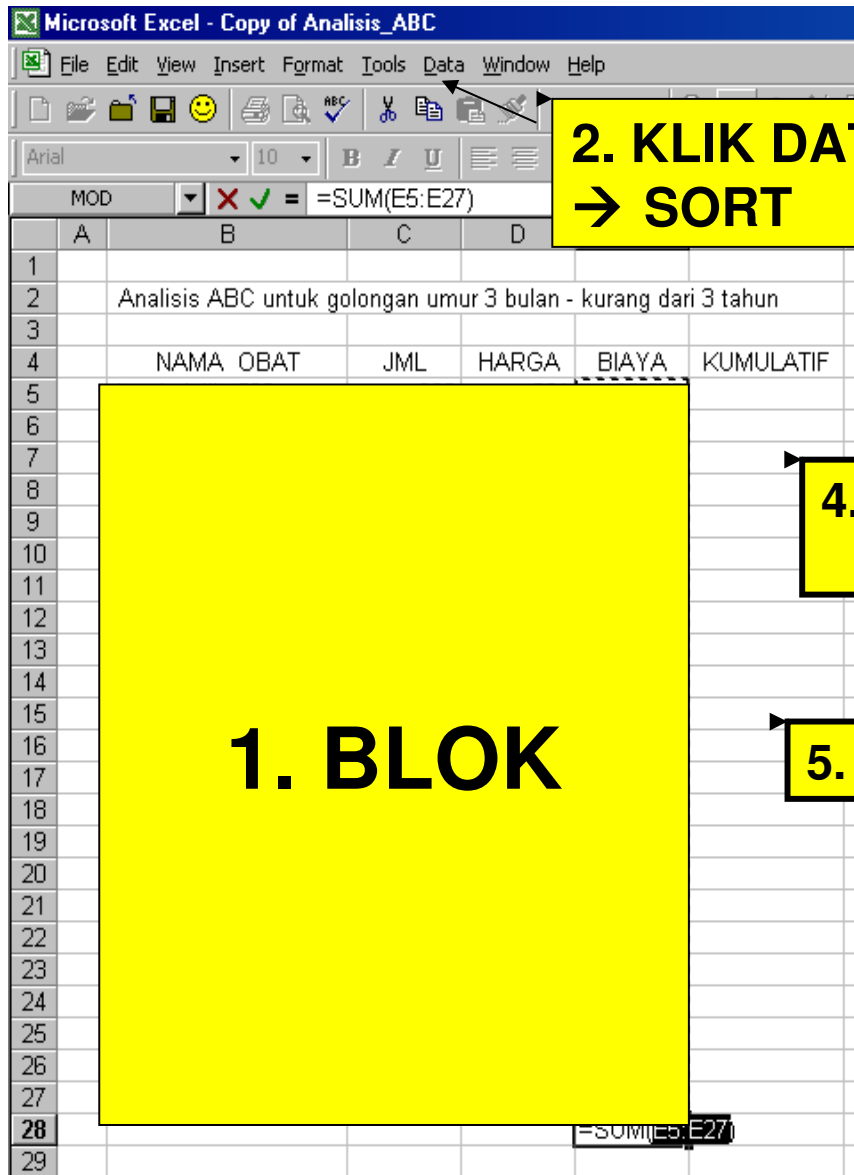 Microsoft Excel - Copy of Analisis_ABC
File Edit View Insert Format Tools Data Window Help
ABC
Arial 10 B I U
2. KLIK DAT
→ SORT
MOD = =SUM(E5:E27)
A B C D
1
2 Analisis ABC untuk golongan umur 3 bulan - kurang dari 3 tahun
3
4 NAMA OBAT JML HARGA BIAYA KUMULATIF
5
6
7
8
4.
9
10
11
12
13
14
15
1. BLOK
5.
16
17
18
19
20
21
22
23
24
25
26
27
28 =SUM(E5:E27)
29